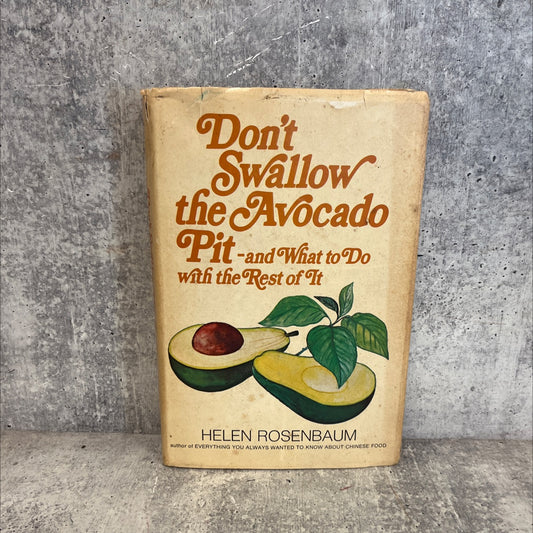 Don't
Swallow
the Avocado
Pit-and What to Do
with the Rest of It
HELEN ROSENBAUM
author of EVERYTHING YOU ALWAYS WANTED TO KNOW ABOUT CHINESE FOOD